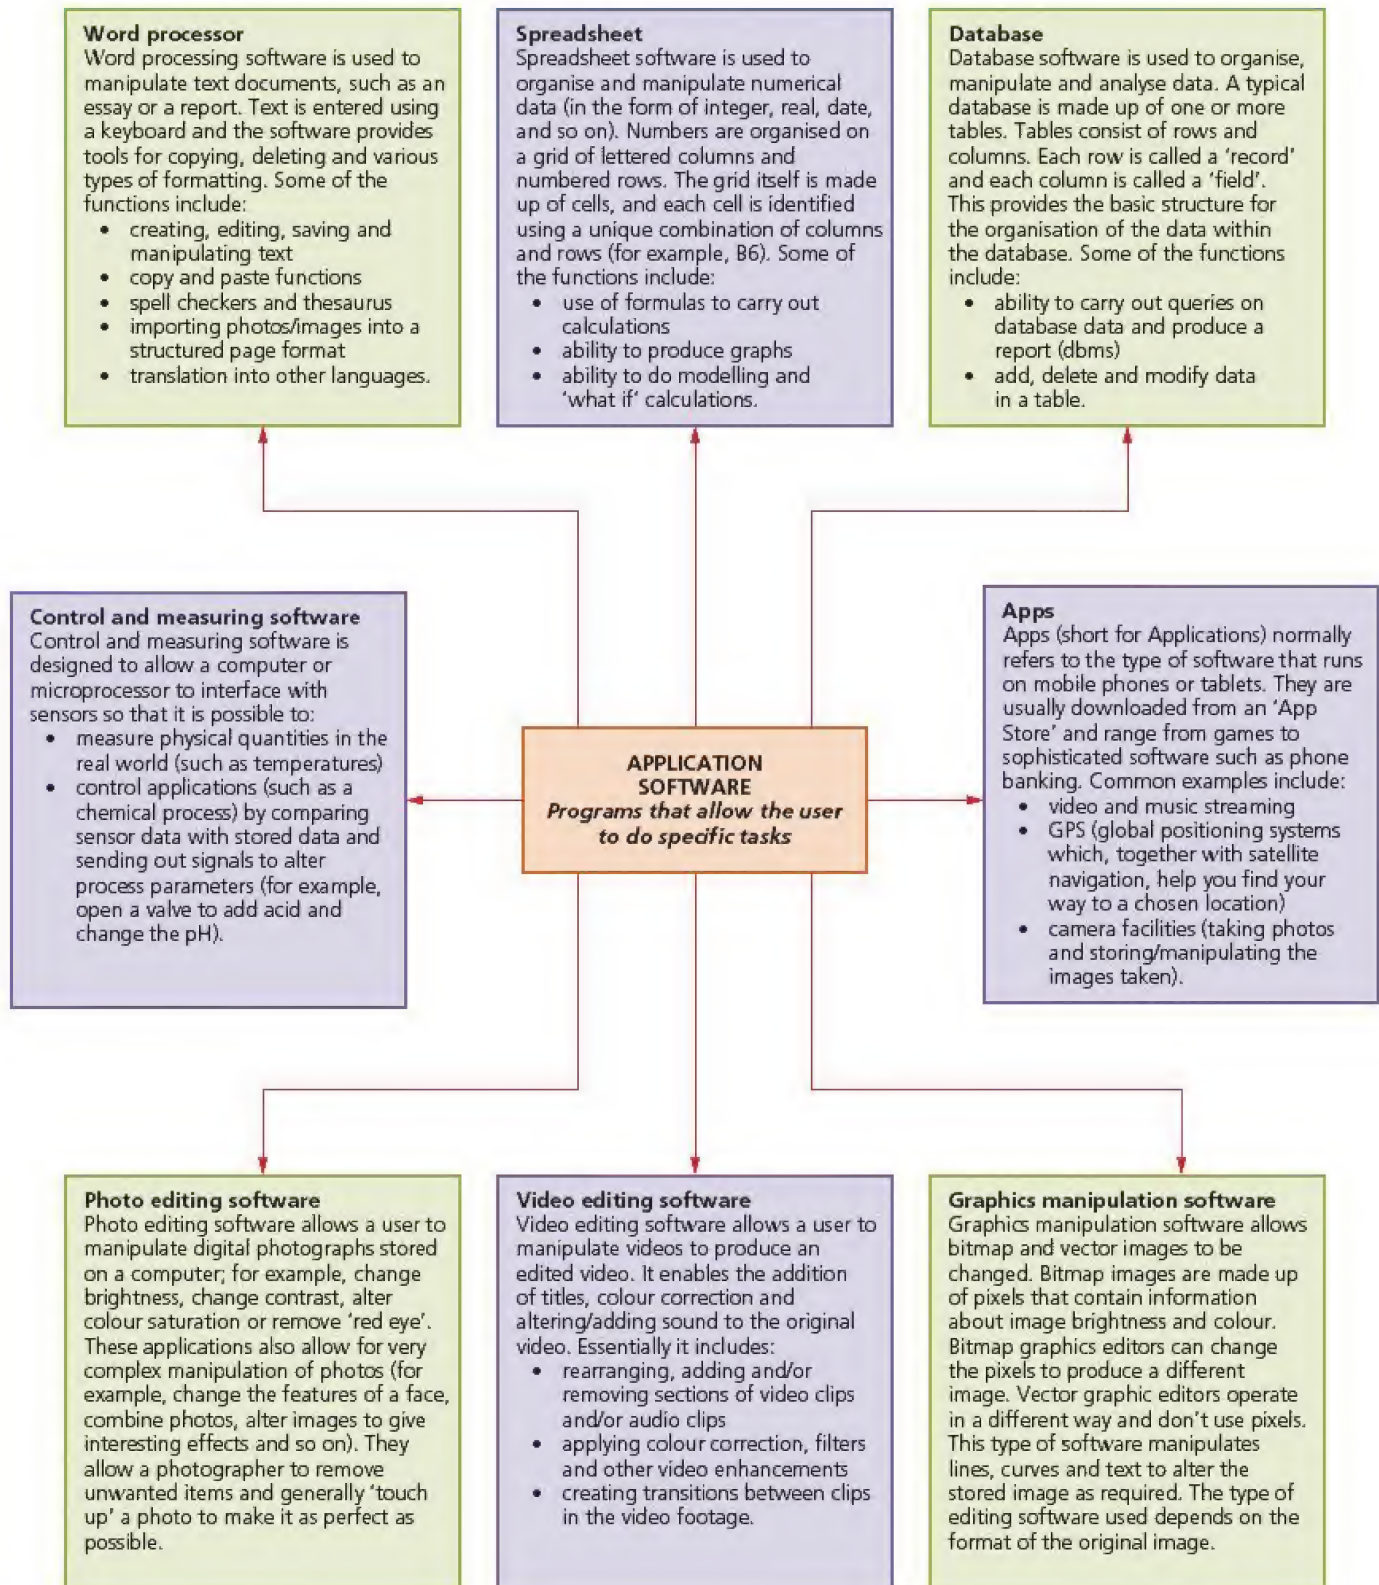 Word processor
Word processing software is used to
manipulate text documents, such as an
essay or a report. Text is entered using
a keyboard and the software provides
tools for copying, deleting and various
types of formatting. Some of the
functions include:
• creating, editing, saving and
manipulating text
• copy and paste functions
• spell checkers and thesaurus
• importing photos/images into a
structured page format
• translation into other languages.
Spreadsheet
Spreadsheet software is used to
organise and manipulate numerical
data (in the form of integer, real, date,
and so on). Numbers are organised on
a grid of lettered columns and
numbered rows. The grid itself is made
up of cells, and each cell is identified
using a unique combination of columns
and rows (for example, B6). Some of
the functions include:
• use of formulas to carry out
calculations
• ability to produce graphs
• ability to do modelling and
'what if' calculations.
Database
Database software is used to organise,
manipulate and analyse data. A typical
database is made up of one or more
tables. Tables consist of rows and
columns. Each row is called a 'record'
and each column is called a 'field'.
This provides the basic structure for
the organisation of the data within
the database. Some of the functions
include:
• ability to carry out queries on
database data and produce a
report (dbms)
• add, delete and modify data
in a table.
Control and measuring software
Control and measuring software is
designed to allow a computer or
microprocessor to interface with
sensors so that it is possible to:
• measure physical quantities in the
real world (such as temperatures)
• control applications (such as a
chemical process) by comparing
sensor data with stored data and
sending out signals to alter
process parameters (for example,
open a valve to add acid and
change the pH).
APPLICATION
SOFTWARE
Programs that allow the user
to do specific tasks
Apps
Apps (short for Applications) normally
refers to the type of software that runs
on mobile phones or tablets. They are
usually downloaded from an 'App
Store' and range from games to
sophisticated software such as phone
banking. Common examples include:
• video and music streaming
• GPS (global positioning systems
which, together with satellite
navigation, help you find your
way to a chosen location)
• camera facilities (taking photos
and storing/manipulating the
images taken).
Photo editing software
Photo editing software allows a user to
manipulate digital photographs stored
on a computer; for example, change
brightness, change contrast, alter
colour saturation or remove 'red eye'.
These applications also allow for very
complex manipulation of photos (for
example, change the features of a face,
combine photos, alter images to give
interesting effects and so on). They
allow a photographer to remove
unwanted items and generally 'touch
up' a photo to make it as perfect as
possible.
Video editing software
Video editing software allows a user to
manipulate videos to produce an
edited video. It enables the addition
of titles, colour correction and
altering/adding sound to the original
video. Essentially it includes:
• rearranging, adding and/or
removing sections of video clips
and/or audio clips
• applying colour correction, filters
and other video enhancements
• creating transitions between clips
in the video footage.
Graphics manipulation software
Graphics manipulation software allows
bitmap and vector images to be
changed. Bitmap images are made up
of pixels that contain information
about image brightness and colour.
Bitmap graphics editors can change
the pixels to produce a different
image. Vector graphic editors operate
in a different way and don't use pixels.
This type of software manipulates
lines, curves and text to alter the
stored image as required. The type of
editing software used depends on the
format of the original image.